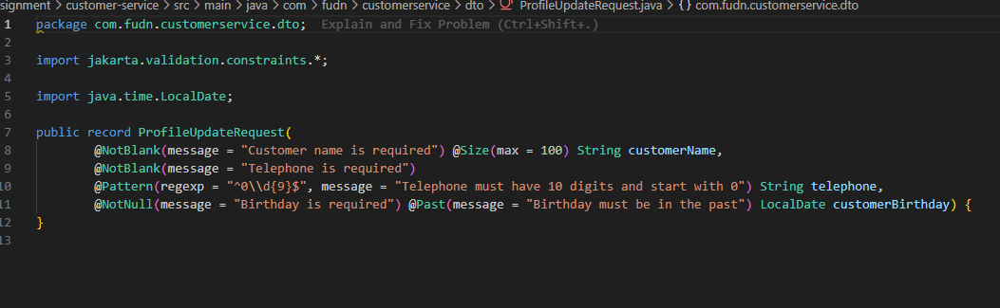 signment > customer-service > src > main > java > com > fudn > customerservice > dto > ProfileUpdateRequest.java > {} com.fudn.customerservice.dto
1 package com.fudn.customerservice.dto; Explain and Fix Problem (Ctrl+Shift+.)
2
3 import jakarta.validation.constraints.*;
4
5 import java.time.LocalDate;
6
7 public record ProfileUpdateRequest(
8 @NotBlank(message = "Customer name is required") @Size(max = 100) String customerName,
9 @NotBlank(message = "Telephone is required")
10 @Pattern(regexp = "^0\\d{9}$", message = "Telephone must have 10 digits and start with 0") String telephone,
11 @NotNull(message = "Birthday is required") @Past(message = "Birthday must be in the past") LocalDate customerBirthday) {
12 }
13